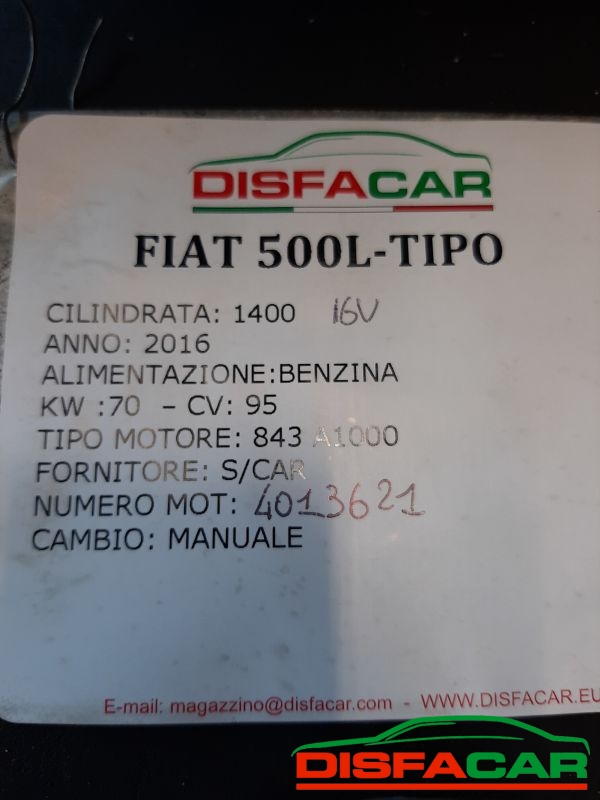 DISFACAR
FIAT 500L-TIPO
CILINDRATA: 1400 16V
ANNO: 2016
ALIMENTAZIONE:BENZINA
KW :70 – CV: 95
TIPO MOTORE: 843 A1000
FORNITORE: S/CAR
NUMERO MOT: 4013621
CAMBIO: MANUALE
E-mail: magazzino@disfacar.com - WWW.DISFACAR.EU
DISFACAR